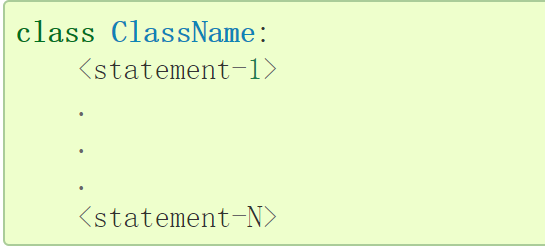 class ClassName:
    <statement-1>
    .
    .
    .
    <statement-N>